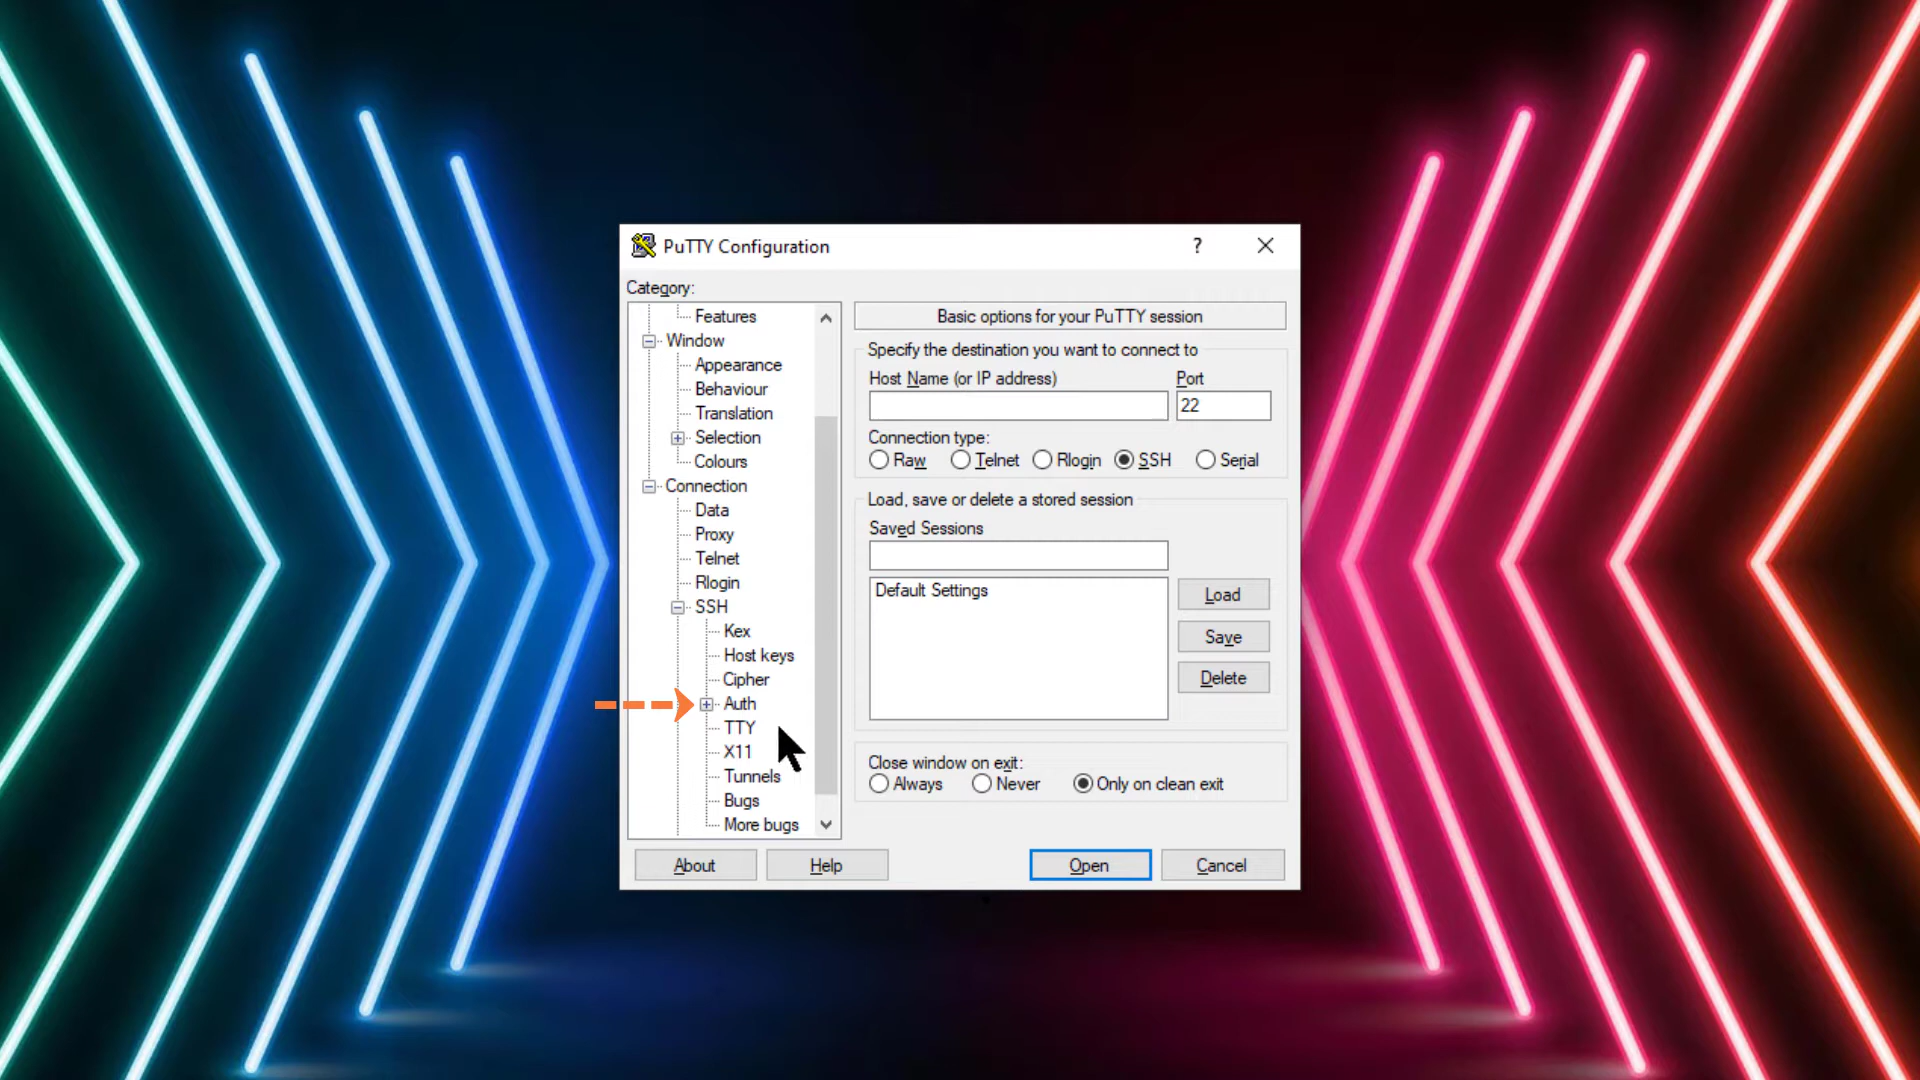 PuTTY Configuration
?
Category:
Features
Window
Appearance
Behaviour
Translation
Selection
Colours
Connection
Data
Proxy
Telnet
Rlogin
SSH
Kex
Host keys
Cipher
Auth
TTY
X11
Tunnels
Bugs
More bugs
Basic options for your PuTTY session
Specify the destination you want to connect to
Host Name (or IP address) Port
22
Connection type:
Raw Telnet Rlogin SSH Serial
Load, save or delete a stored session
Saved Sessions
Default Settings
Load
Save
Delete
Close window on exit:
Always Never Only on clean exit
About Help Open Cancel